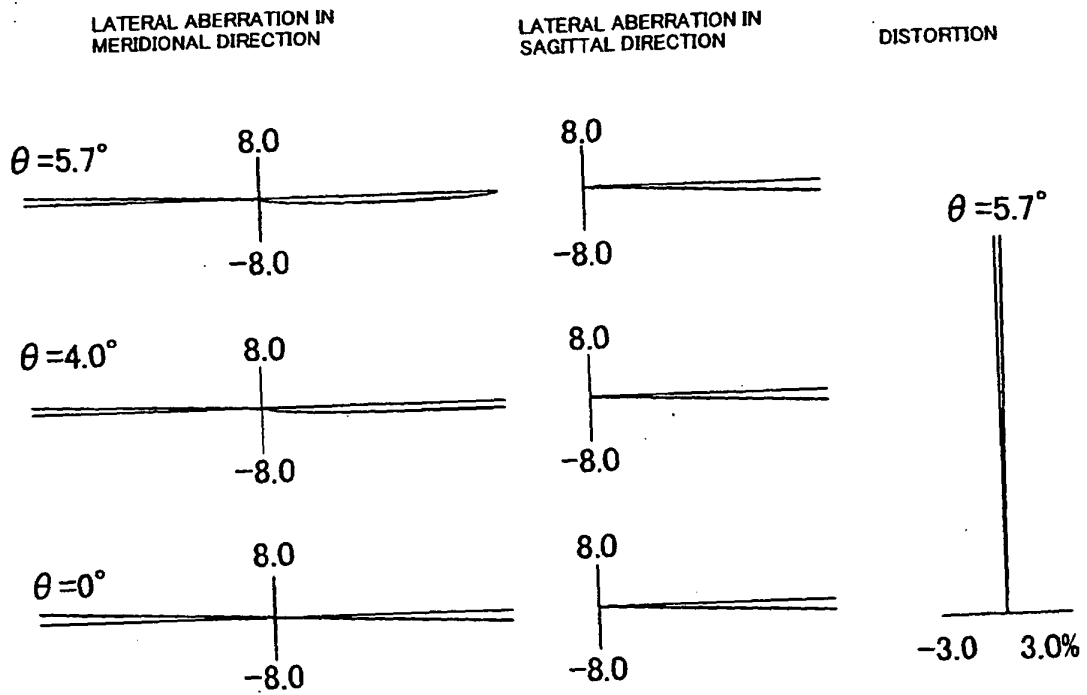 LATERAL ABERRATION IN
MERIDIONAL DIRECTION
LATERAL ABERRATION IN
SAGITTAL DIRECTION
DISTORTION
θ=5.7°
8.0
-8.0
8.0
-8.0
θ=5.7°
θ=4.0°
8.0
-8.0
8.0
-8.0
θ=0°
8.0
-8.0
8.0
-8.0
-3.0
3.0%